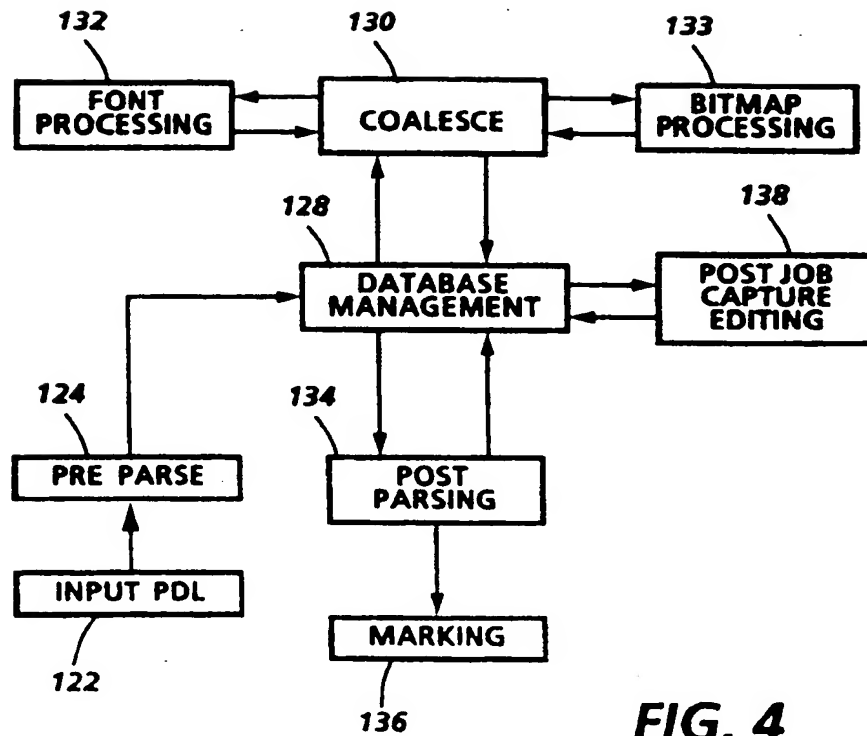 132
130
133
FONT
PROCESSING
COALESCE
BITMAP
PROCESSING
128
138
DATABASE
MANAGEMENT
POST JOB
CAPTURE
EDITING
124
134
PRE PARSE
POST
PARSING
INPUT PDL
MARKING
122
136
FIG. 4